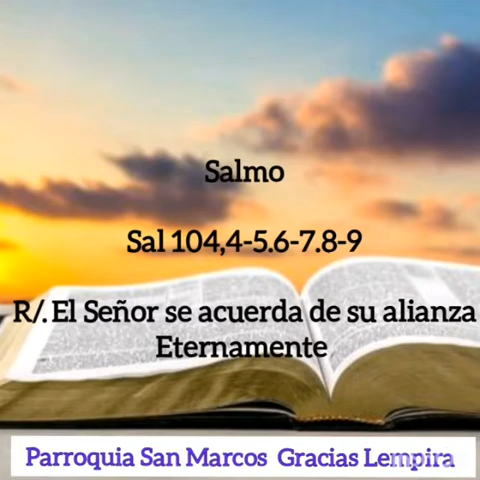 Salmo
Sal 104,4-5.6-7.8-9
R/. El Señor se acuerda de su alianza
Eternamente
Parroquia San Marcos Gracias Lempira